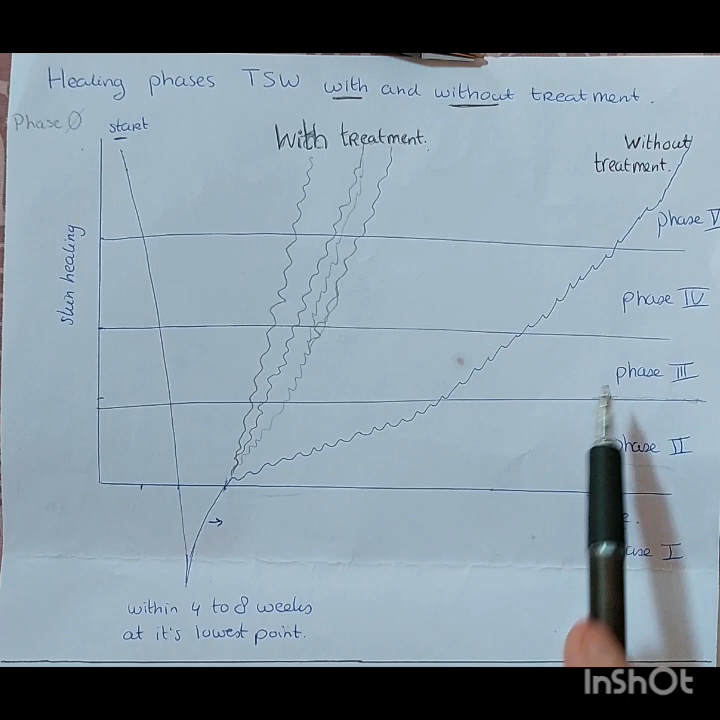 Healing phases TSW with and without treatment.
Phase 0
start
With treatment.
Without
treatment.
skin healing
phase V
phase IV
phase III
phase II
phase I
within 4 to 8 weeks
at it's lowest point.
InShOt